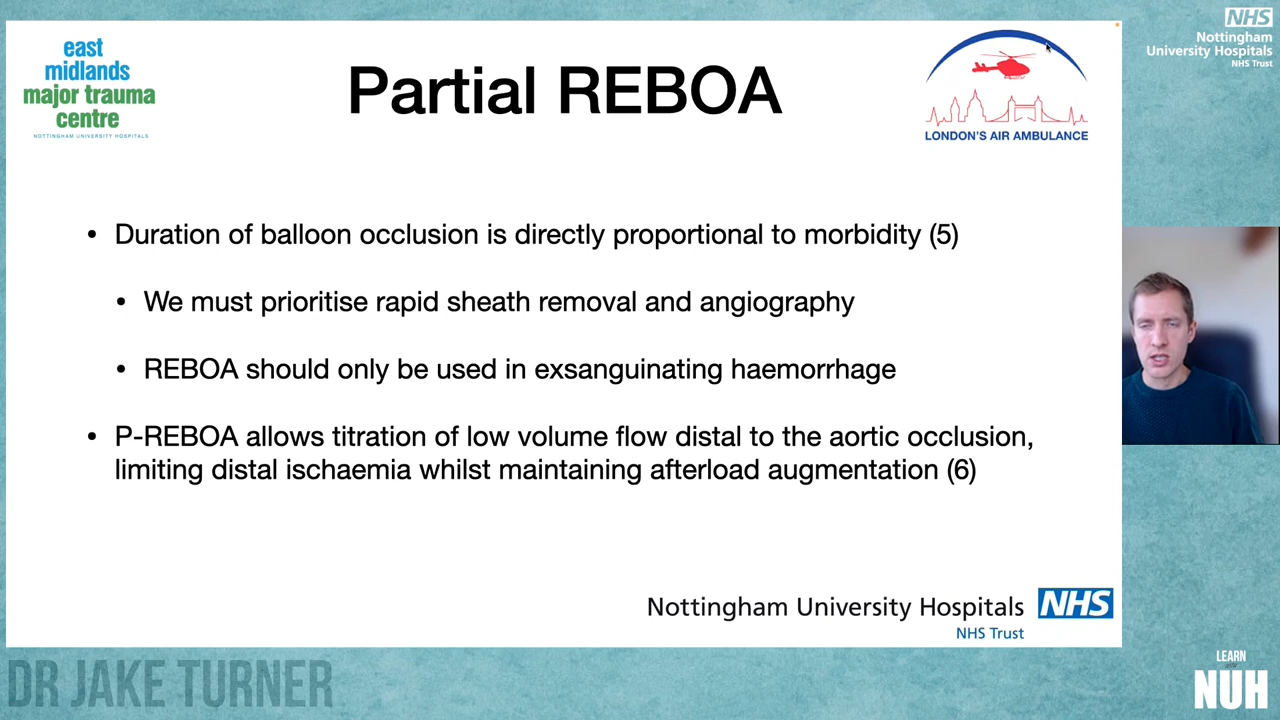 east
midlands
major trauma
centre
NOTTINGHAM UNIVERSITY HOSPITALS
Partial REBOA
LONDON'S AIR AMBULANCE
NHS
Nottingham
University Hospitals
NHS Trust
• Duration of balloon occlusion is directly proportional to morbidity (5)
• We must prioritise rapid sheath removal and angiography
• REBOA should only be used in exsanguinating haemorrhage
• P-REBOA allows titration of low volume flow distal to the aortic occlusion,
limiting distal ischaemia whilst maintaining afterload augmentation (6)
Nottingham University Hospitals NHS
NHS Trust
DR JAKE TURNER
LEARN
NUH